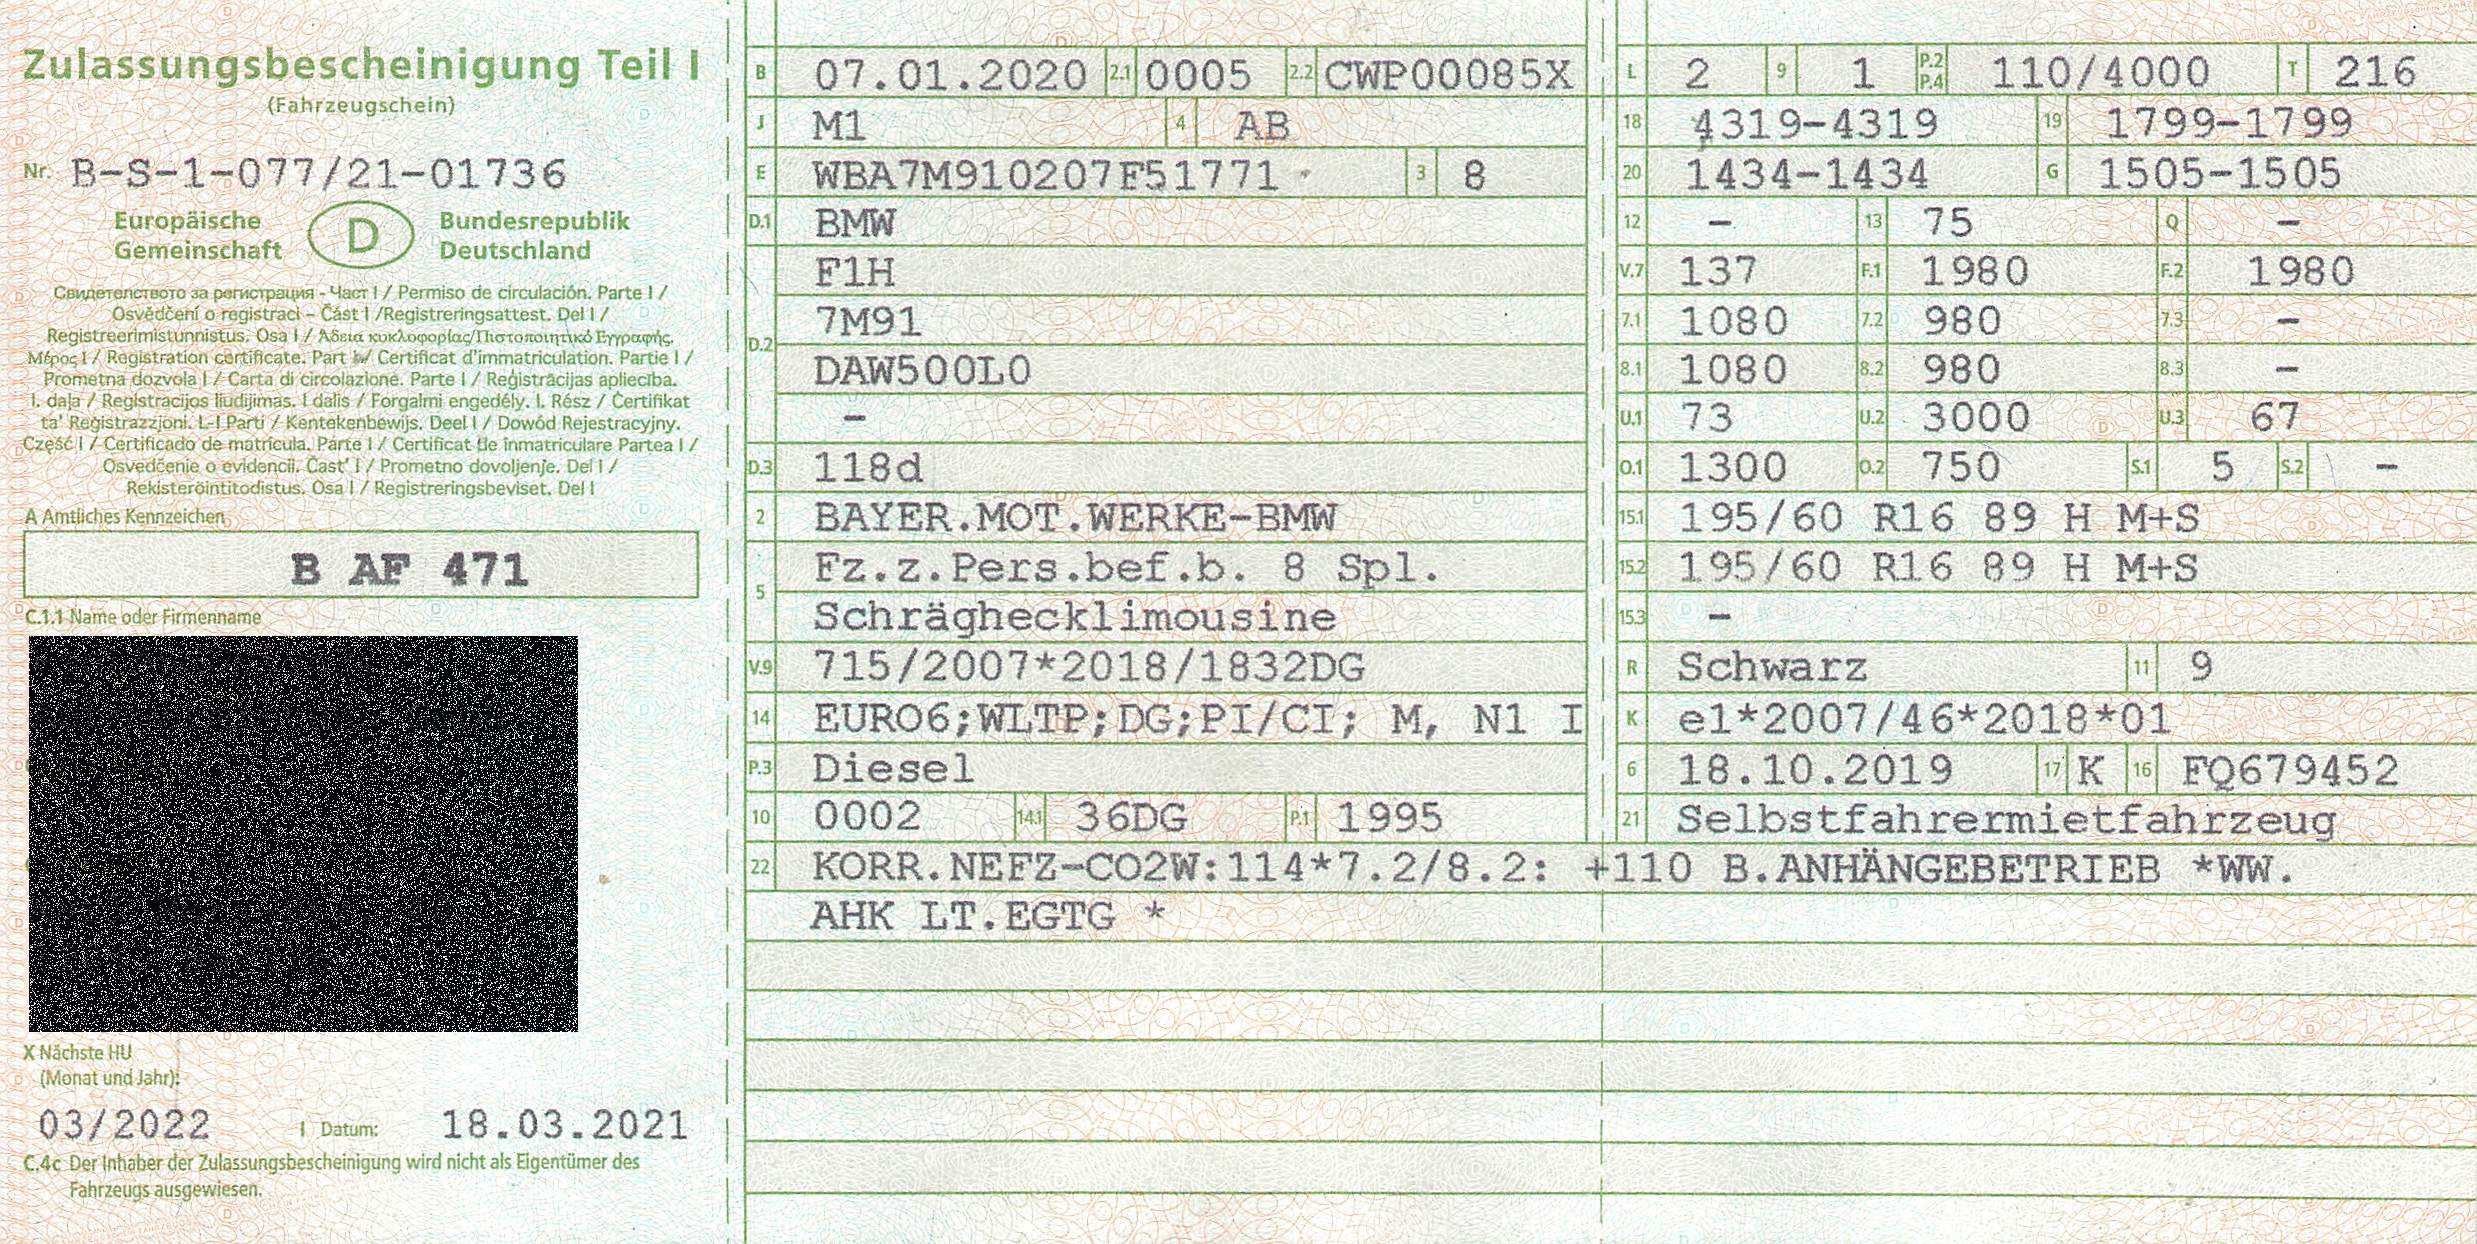 Zulassungsbescheinigung Teil I
(Fahrzeugschein)
Nr. B-S-1-077/21-01736
Europäische Gemeinschaft D Bundesrepublik Deutschland
Свидетелството за регистрация - Част I / Permiso de circulación. Parte I /
Osvědčení o registraci – Část I /Registreringsattest. Del I /
Registreerimistunnistus. Osa I / Άδεια κυκλοφορίας/Πιστοποιητικό Εγγραφής.
Μέρος I / Registration certificate. Part I / Certificat d'immatriculation. Partie I /
Prometna dozvola I / Carta di circolazione. Parte I / Reģistrācijas apliecība.
I. daļa / Registracijos liudijimas. I dalis / Forgalmi engedély. I. Rész / Ċertifikat
ta' Reġistrazzjoni. L-I Parti / Kentekenbewijs. Deel I / Dowód Rejestracyjny.
Część I / Certificado de matrícula. Parte I / Certificat de înmatriculare Partea I /
Osvedčenie o evidencii. Časť I / Prometno dovoljenje. Del I /
Rekisteröintitodistus. Osa I / Registreringsbeviset. Del I
A Amtliches Kennzeichen
B AF 471
C.1.1 Name oder Firmenname
X Nächste HU
(Monat und Jahr):
03/2022 I Datum: 18.03.2021
C.4c Der Inhaber der Zulassungsbescheinigung wird nicht als Eigentümer des
Fahrzeugs ausgewiesen.
B 07.01.2020 2.1 0005 2.2 CWP00085X
J M1 4 AB
E WBA7M910207F51771 3 8
D.1 BMW
D.2 F1H
7M91
DAW500L0
–
D.3 118d
2 BAYER.MOT.WERKE-BMW
5 Fz.z.Pers.bef.b. 8 Spl.
Schräghecklimousine
V.9 715/2007*2018/1832DG
14 EURO6;WLTP;DG;PI/CI; M, N1 I
P.3 Diesel
10 0002 14.1 36DG P.1 1995
L 2 9 1 P.2 P.4 110/4000 T 216
18 4319-4319 19 1799-1799
20 1434-1434 G 1505-1505
12 – 13 75 Q –
V.7 137 F.1 1980 F.2 1980
7.1 1080 7.2 980 7.3 –
8.1 1080 8.2 980 8.3 –
U.1 73 U.2 3000 U.3 67
O.1 1300 O.2 750 S.1 5 S.2 –
15.1 195/60 R16 89 H M+S
15.2 195/60 R16 89 H M+S
15.3 –
R Schwarz 11 9
K e1*2007/46*2018*01
6 18.10.2019 17 K 16 FQ679452
21 Selbstfahrermietfahrzeug
22 KORR.NEFZ-CO2W:114*7.2/8.2: +110 B.ANHÄNGEBETRIEB *WW.
AHK LT.EGTG *